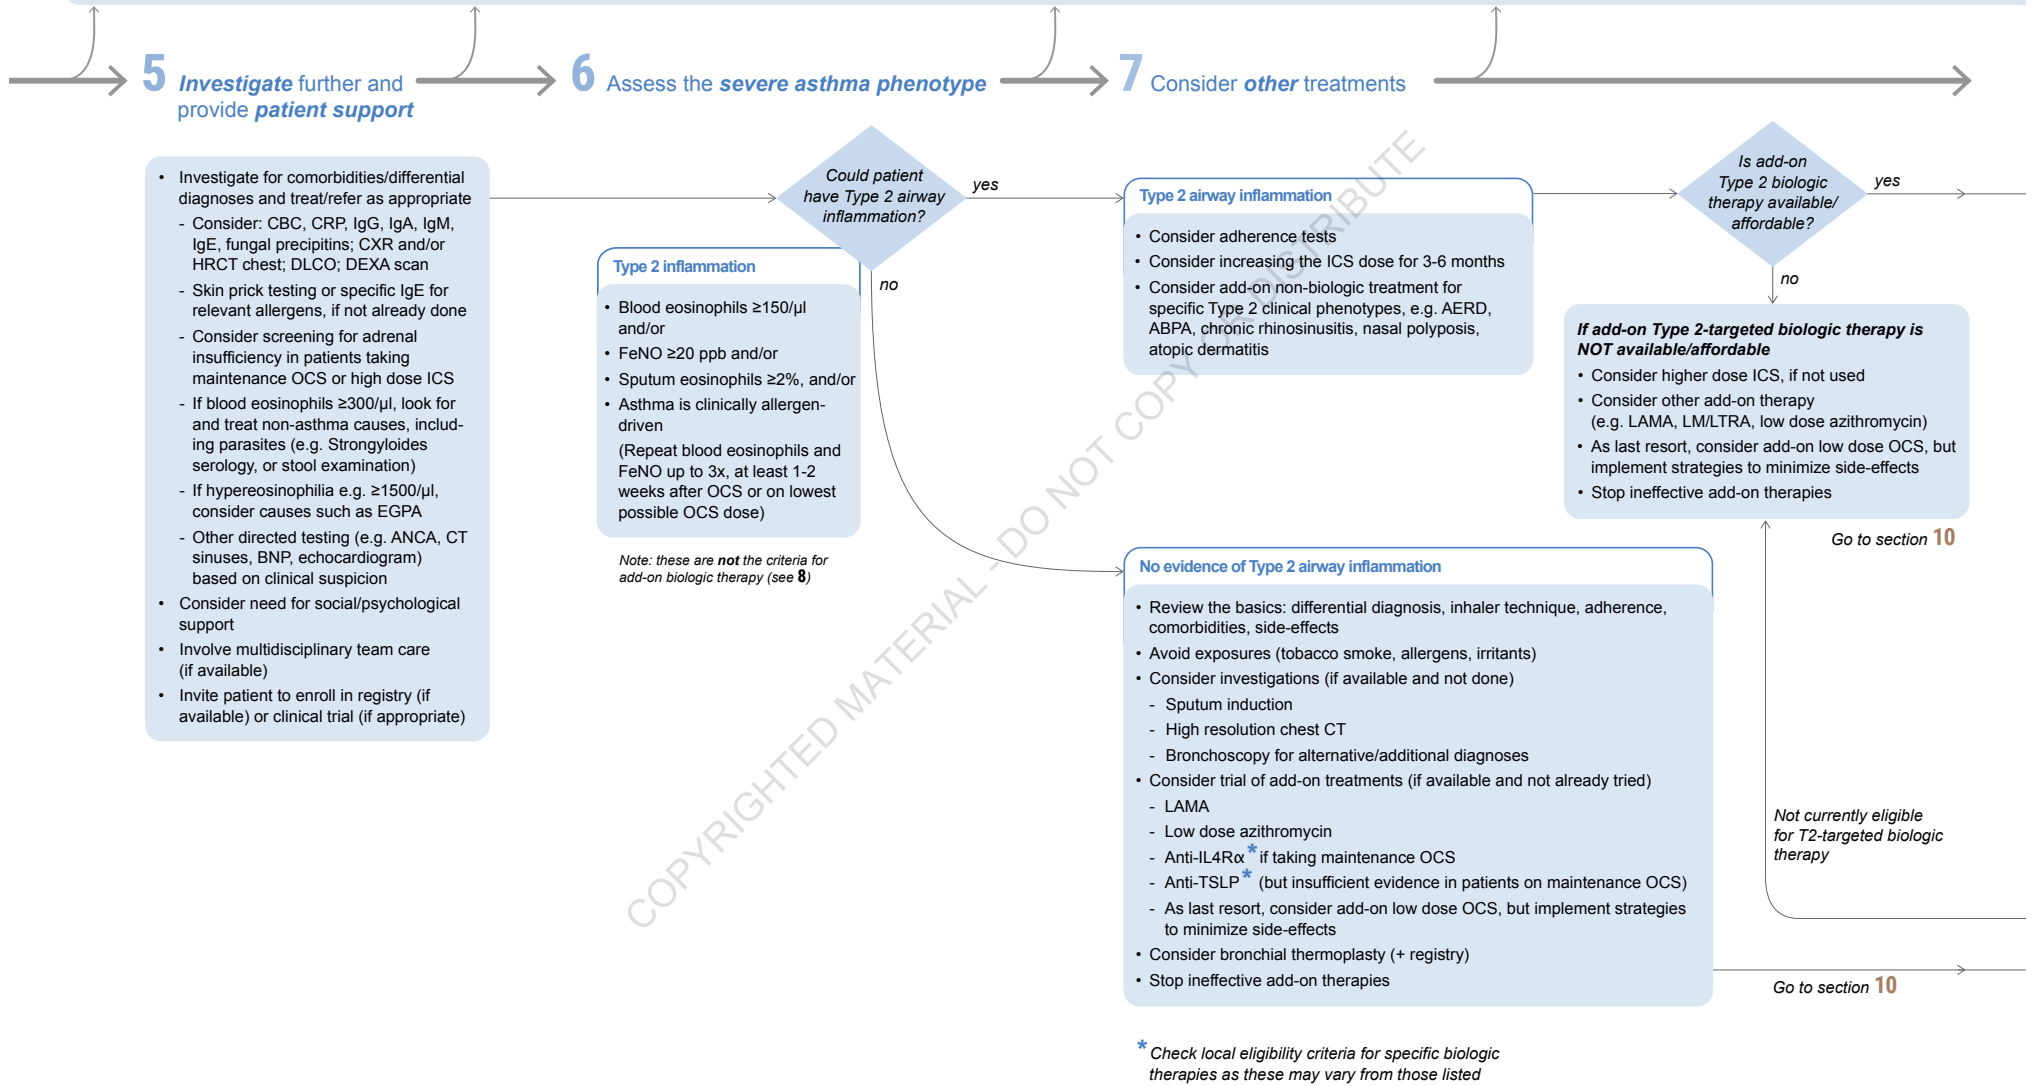 5 Investigate further and
provide patient support
• Investigate for comorbidities/differential
diagnoses and treat/refer as appropriate
- Consider: CBC, CRP, IgG, IgA, IgM,
IgE, fungal precipitins; CXR and/or
HRCT chest; DLCO; DEXA scan
- Skin prick testing or specific IgE for
relevant allergens, if not already done
- Consider screening for adrenal
insufficiency in patients taking
maintenance OCS or high dose ICS
- If blood eosinophils ≥300/μl, look for
and treat non-asthma causes, includ-
ing parasites (e.g. Strongyloides
serology, or stool examination)
- If hypereosinophilia e.g. ≥1500/μl,
consider causes such as EGPA
- Other directed testing (e.g. ANCA, CT
sinuses, BNP, echocardiogram)
based on clinical suspicion
• Consider need for social/psychological
support
• Involve multidisciplinary team care
(if available)
• Invite patient to enroll in registry (if
available) or clinical trial (if appropriate)
6 Assess the severe asthma phenotype
Could patient
have Type 2 airway
inflammation?
yes
no
Type 2 inflammation
• Blood eosinophils ≥150/μl
and/or
• FeNO ≥20 ppb and/or
• Sputum eosinophils ≥2%, and/or
• Asthma is clinically allergen-
driven
(Repeat blood eosinophils and
FeNO up to 3x, at least 1-2
weeks after OCS or on lowest
possible OCS dose)
Note: these are not the criteria for
add-on biologic therapy (see 8)
7 Consider other treatments
Type 2 airway inflammation
• Consider adherence tests
• Consider increasing the ICS dose for 3-6 months
• Consider add-on non-biologic treatment for
specific Type 2 clinical phenotypes, e.g. AERD,
ABPA, chronic rhinosinusitis, nasal polyposis,
atopic dermatitis
Is add-on
Type 2 biologic
therapy available/
affordable?
yes
no
If add-on Type 2-targeted biologic therapy is
NOT available/affordable
• Consider higher dose ICS, if not used
• Consider other add-on therapy
(e.g. LAMA, LM/LTRA, low dose azithromycin)
• As last resort, consider add-on low dose OCS, but
implement strategies to minimize side-effects
• Stop ineffective add-on therapies
Go to section 10
No evidence of Type 2 airway inflammation
• Review the basics: differential diagnosis, inhaler technique, adherence,
comorbidities, side-effects
• Avoid exposures (tobacco smoke, allergens, irritants)
• Consider investigations (if available and not done)
- Sputum induction
- High resolution chest CT
- Bronchoscopy for alternative/additional diagnoses
• Consider trial of add-on treatments (if available and not already tried)
- LAMA
- Low dose azithromycin
- Anti-IL4Rα* if taking maintenance OCS
- Anti-TSLP* (but insufficient evidence in patients on maintenance OCS)
- As last resort, consider add-on low dose OCS, but implement strategies
to minimize side-effects
• Consider bronchial thermoplasty (+ registry)
• Stop ineffective add-on therapies
Not currently eligible
for T2-targeted biologic
therapy
Go to section 10
* Check local eligibility criteria for specific biologic
therapies as these may vary from those listed
COPYRIGHTED MATERIAL - DO NOT COPY OR DISTRIBUTE